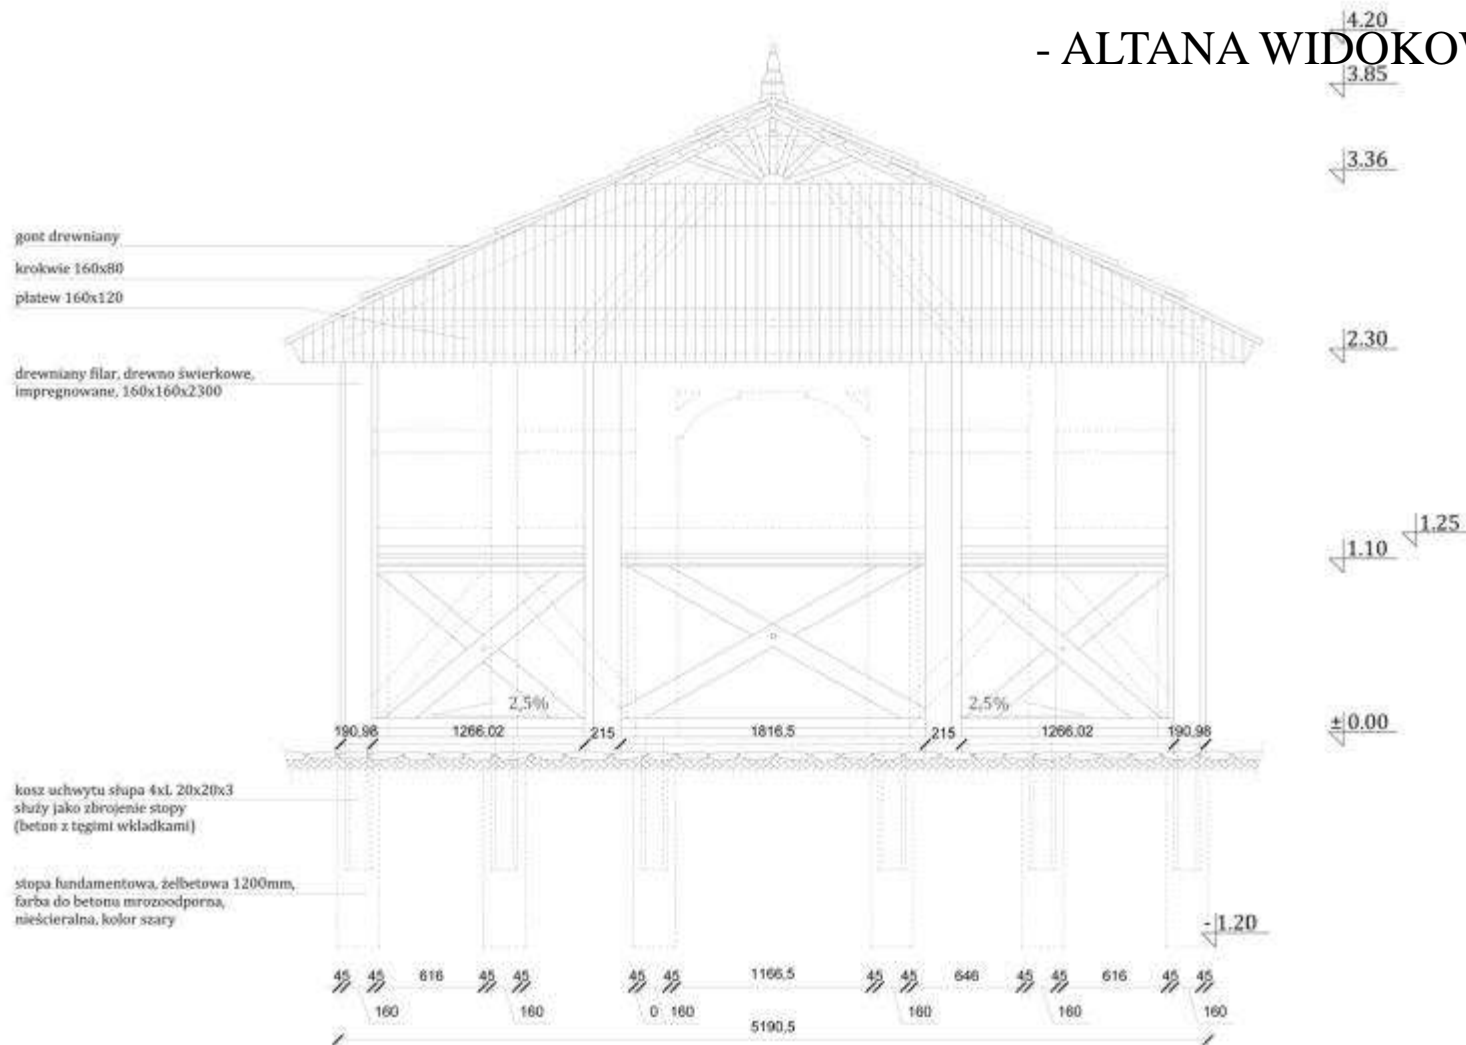 - ALTANA WIDOKOW
4.20
3.85
3.36
gont drewniany
krokwie 160x80
płatew 160x120
2.30
drewniany filar, drewno świerkowe,
impregnowane, 160x160x2300
1.25
1.10
2,5% 2,5%
± 0.00
190.98 1266.02 215 1816.5 215 1266.02 190.98
kosz uchwytu słupa 4xL 20x20x3
służy jako zbrojenie stopy
(beton z tęgimi wkładkami)
stopa fundamentowa, żelbetowa 1200mm,
farba do betonu mrozoodporna,
nieścieralna, kolor szary
- 1.20
45 45 616 45 45 45 45 1166,5 45 45 646 45 45 616 45 45
160 160 0 160 160 160 160
5190,5